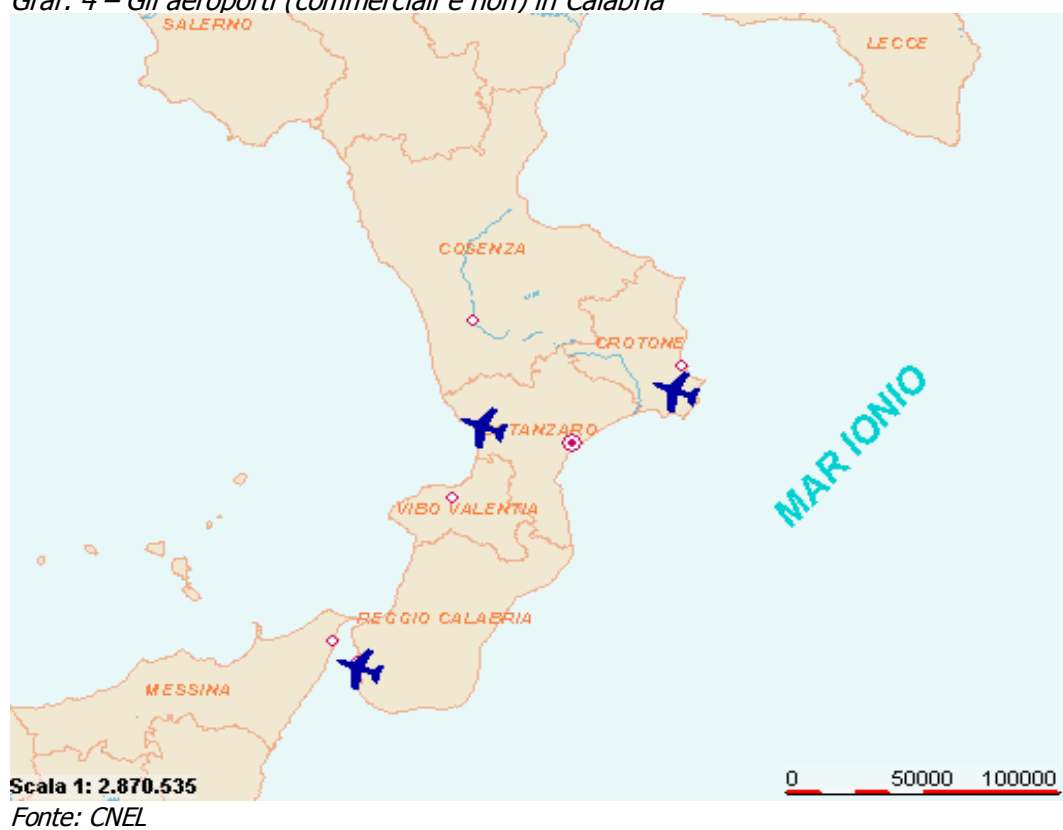 Graf. 4 – Gli aeroporti (commerciali e non) in Calabria
SALERNO
LECCE
COSENZA
CROTONE
TANZARO
MAR IONIO
VIBO VALENTIA
REGGIO CALABRIA
MESSINA
Scala 1: 2.870.535
0 50000 100000
Fonte: CNEL